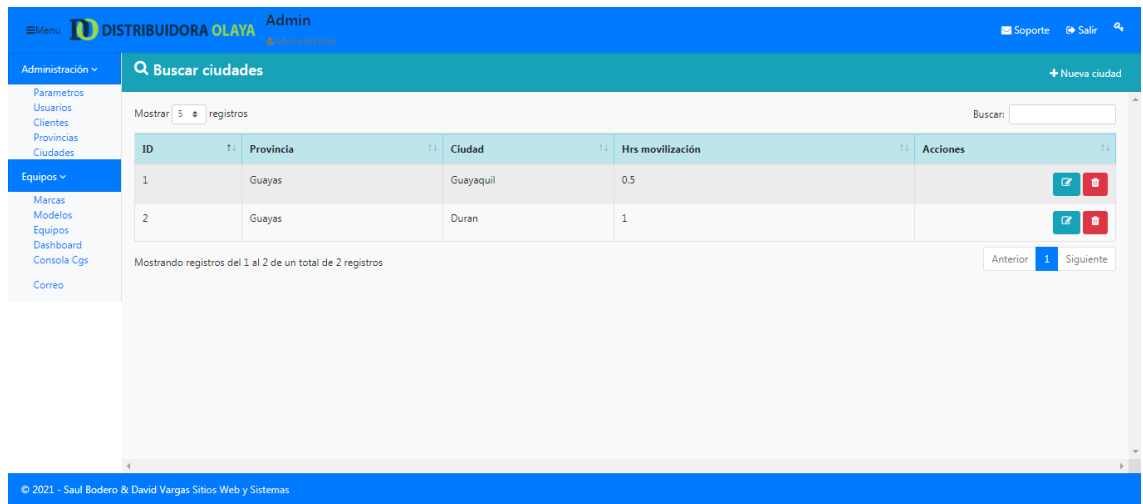 Menu DISTRIBUIDORA OLAYA Admin
Administrador
Soporte Salir
Administración
Parametros
Usuarios
Clientes
Provincias
Ciudades
Equipos
Marcas
Modelos
Equipos
Dashboard
Consola Cgs
Correo
Buscar ciudades
Nueva ciudad
Mostrar 5 registros Buscar:
ID Provincia Ciudad Hrs movilización Acciones
1 Guayas Guayaquil 0.5
2 Guayas Duran 1
Mostrando registros del 1 al 2 de un total de 2 registros
Anterior 1 Siguiente
© 2021 - Saul Bodero & David Vargas Sitios Web y Sistemas